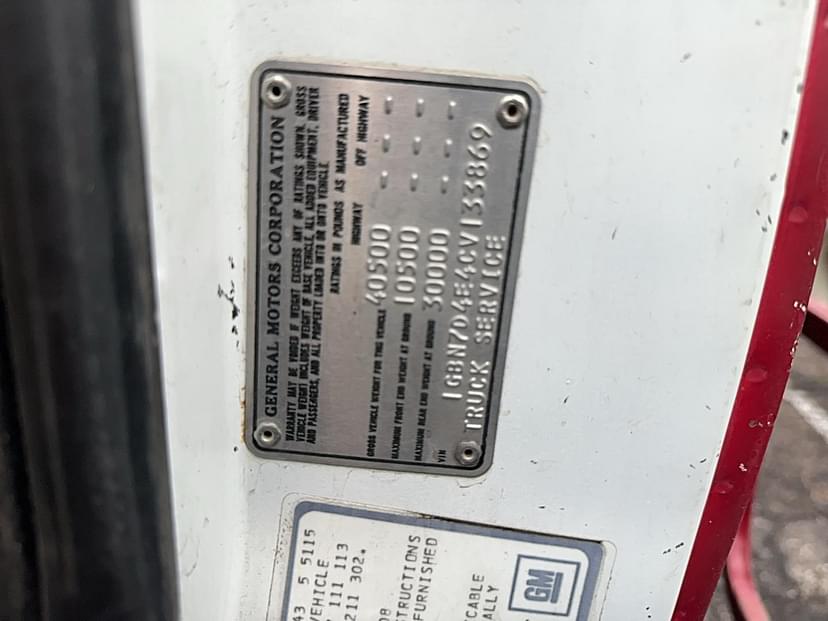 GENERAL MOTORS CORPORATION
WARRANTY MAY BE VOIDED IF WEIGHT EXCEEDS ANY OF RATINGS SHOWN. GROSS
VEHICLE WEIGHT INCLUDES WEIGHT OF BASE VEHICLE, ALL ADDED EQUIPMENT, DRIVER
AND PASSENGERS, AND ALL PROPERTY LOADED INTO OR ONTO VEHICLE.
RATINGS IN POUNDS AS MANUFACTURED
HIGHWAY OFF HIGHWAY
GROSS VEHICLE WEIGHT FOR THIS VEHICLE 40500 - - -
MAXIMUM FRONT END WEIGHT AT GROUND 10500 - - -
MAXIMUM REAR END WEIGHT AT GROUND 30000 - - -
VIN 1GBN7D4E4CV133869
TRUCK SERVICE
43 5 5115
VEHICLE
111 113
211 302.
08
STRUCTIONS
FURNISHED
CABLE
ALLY
GM